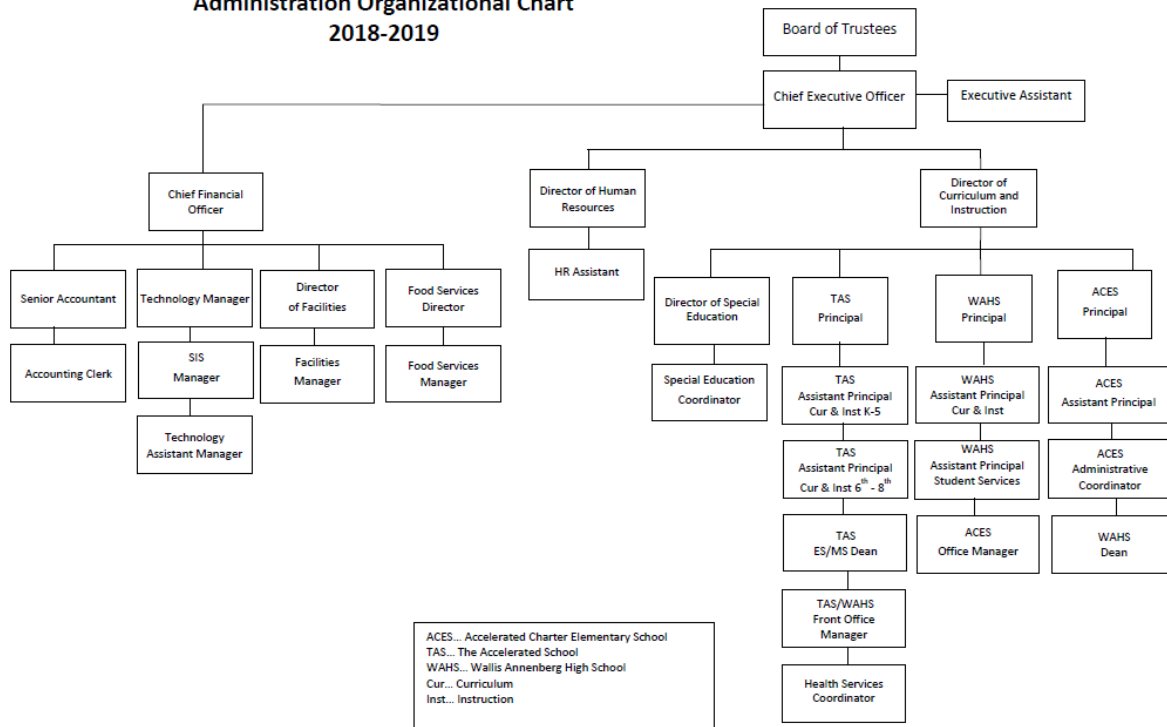 Administration Organizational Chart
2018-2019
Board of Trustees
Chief Executive Officer
Executive Assistant
Chief Financial
Officer
Director of Human
Resources
Director of
Curriculum and
Instruction
Senior Accountant
Technology Manager
Director
of Facilities
Food Services
Director
HR Assistant
Director of Special
Education
TAS
Principal
WAHS
Principal
ACES
Principal
Accounting Clerk
SIS
Manager
Facilities
Manager
Food Services
Manager
Special Education
Coordinator
TAS
Assistant Principal
Cur & Inst K-5
WAHS
Assistant Principal
Cur & Inst
ACES
Assistant Principal
Technology
Assistant Manager
TAS
Assistant Principal
Cur & Inst 6th - 8th
WAHS
Assistant Principal
Student Services
ACES
Administrative
Coordinator
TAS
ES/MS Dean
ACES
Office Manager
WAHS
Dean
TAS/WAHS
Front Office
Manager
Health Services
Coordinator
ACES... Accelerated Charter Elementary School
TAS... The Accelerated School
WAHS... Wallis Annenberg High School
Cur... Curriculum
Inst... Instruction